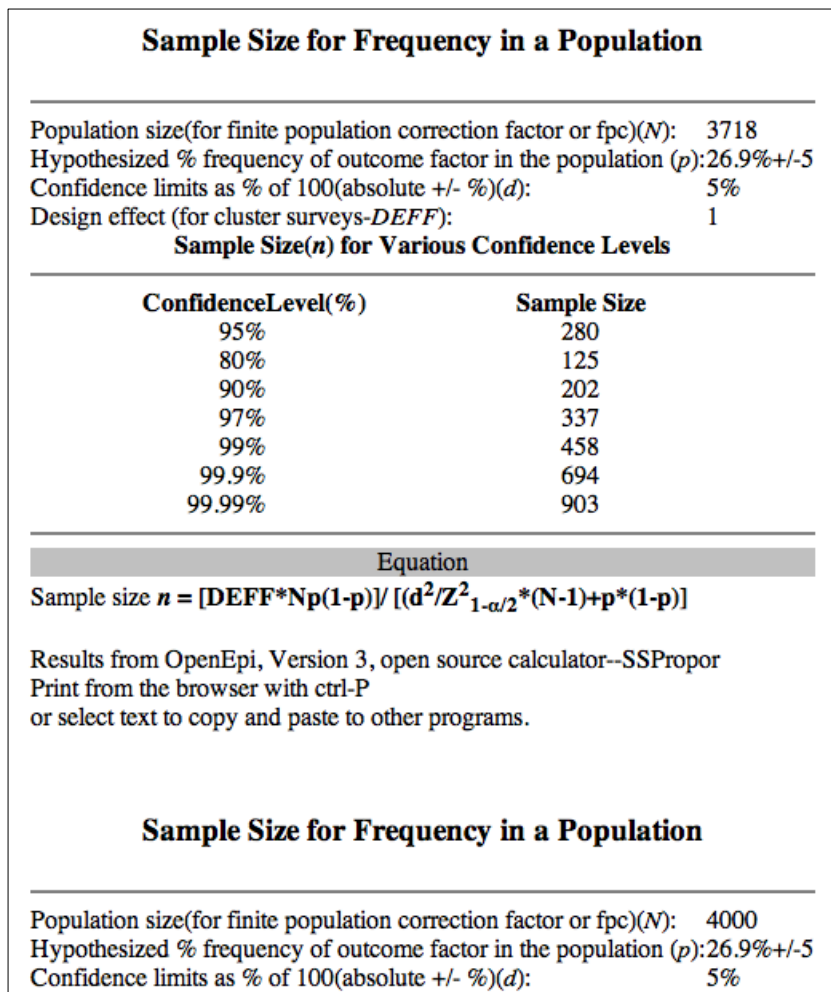 Sample Size for Frequency in a Population
Population size(for finite population correction factor or fpc)(N): 3718
Hypothesized % frequency of outcome factor in the population (p):26.9%+/-5
Confidence limits as % of 100(absolute +/- %)(d): 5%
Design effect (for cluster surveys-DEFF): 1
Sample Size(n) for Various Confidence Levels
ConfidenceLevel(%) Sample Size
95% 280
80% 125
90% 202
97% 337
99% 458
99.9% 694
99.99% 903
Equation
Sample size n = [DEFF*Np(1-p)]/ [(d²/Z²₁₋α/₂*(N-1)+p*(1-p)]
Results from OpenEpi, Version 3, open source calculator--SSPropor
Print from the browser with ctrl-P
or select text to copy and paste to other programs.
Sample Size for Frequency in a Population
Population size(for finite population correction factor or fpc)(N): 4000
Hypothesized % frequency of outcome factor in the population (p):26.9%+/-5
Confidence limits as % of 100(absolute +/- %)(d): 5%